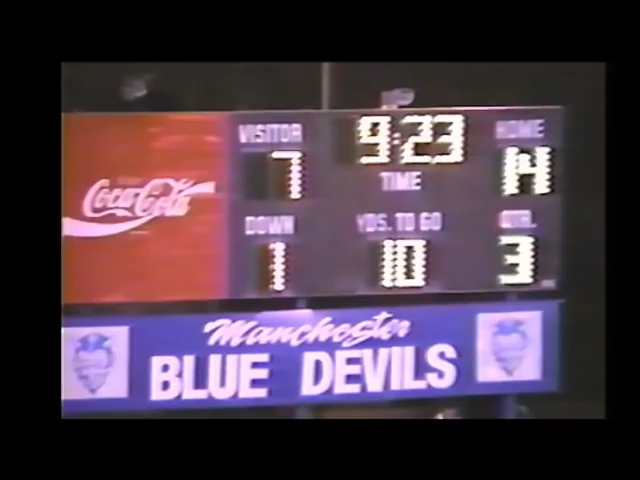 VISITOR 9:23 HOME
7 TIME 14
Coca-Cola
DOWN YDS. TO GO QTR.
1 10 3
Manchester
BLUE DEVILS